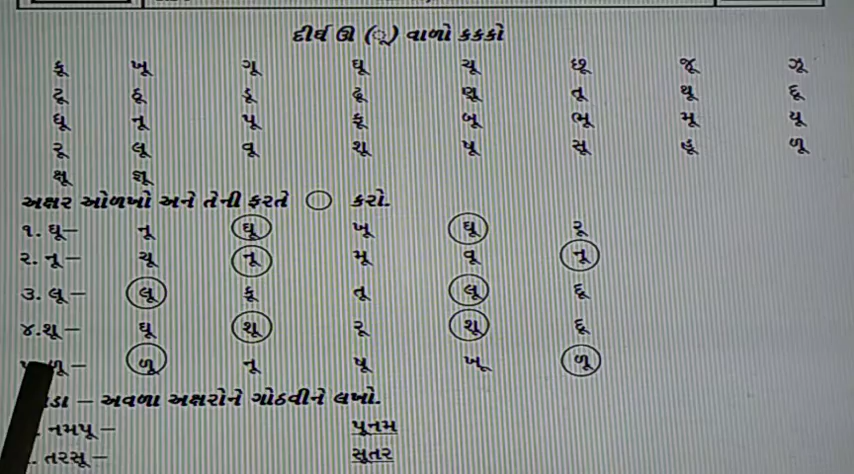 દીર્ઘ ઊ (ૂ) વાળો કક્કો
કૂ ખૂ ગૂ ઘૂ ચૂ છૂ જૂ ઝૂ
ટૂ ઠૂ ડૂ ઢૂ ણૂ તૂ થૂ દૂ
ધૂ નૂ પૂ ફૂ બૂ ભૂ મૂ યૂ
રૂ લૂ વૂ શૂ ષૂ સૂ હૂ ળૂ
ક્ષૂ જ્ઞૂ
અક્ષર ઓળખો અને તેની ફરતે ◯ કરો.
૧. ઘૂ– નૂ ઘૂ ખૂ ઘૂ રૂ
૨. નૂ– ચૂ નૂ મૂ વૂ નૂ
૩. લૂ– લૂ કૂ તૂ લૂ દૂ
૪.શૂ– ઘૂ શૂ રૂ શૂ દૂ
ળૂ– ળૂ નૂ ષૂ ખૂ ળૂ
– અવળા અક્ષરોને ગોઠવીને લખો.
નમપૂ– પૂનમ
તરસૂ– સૂતર